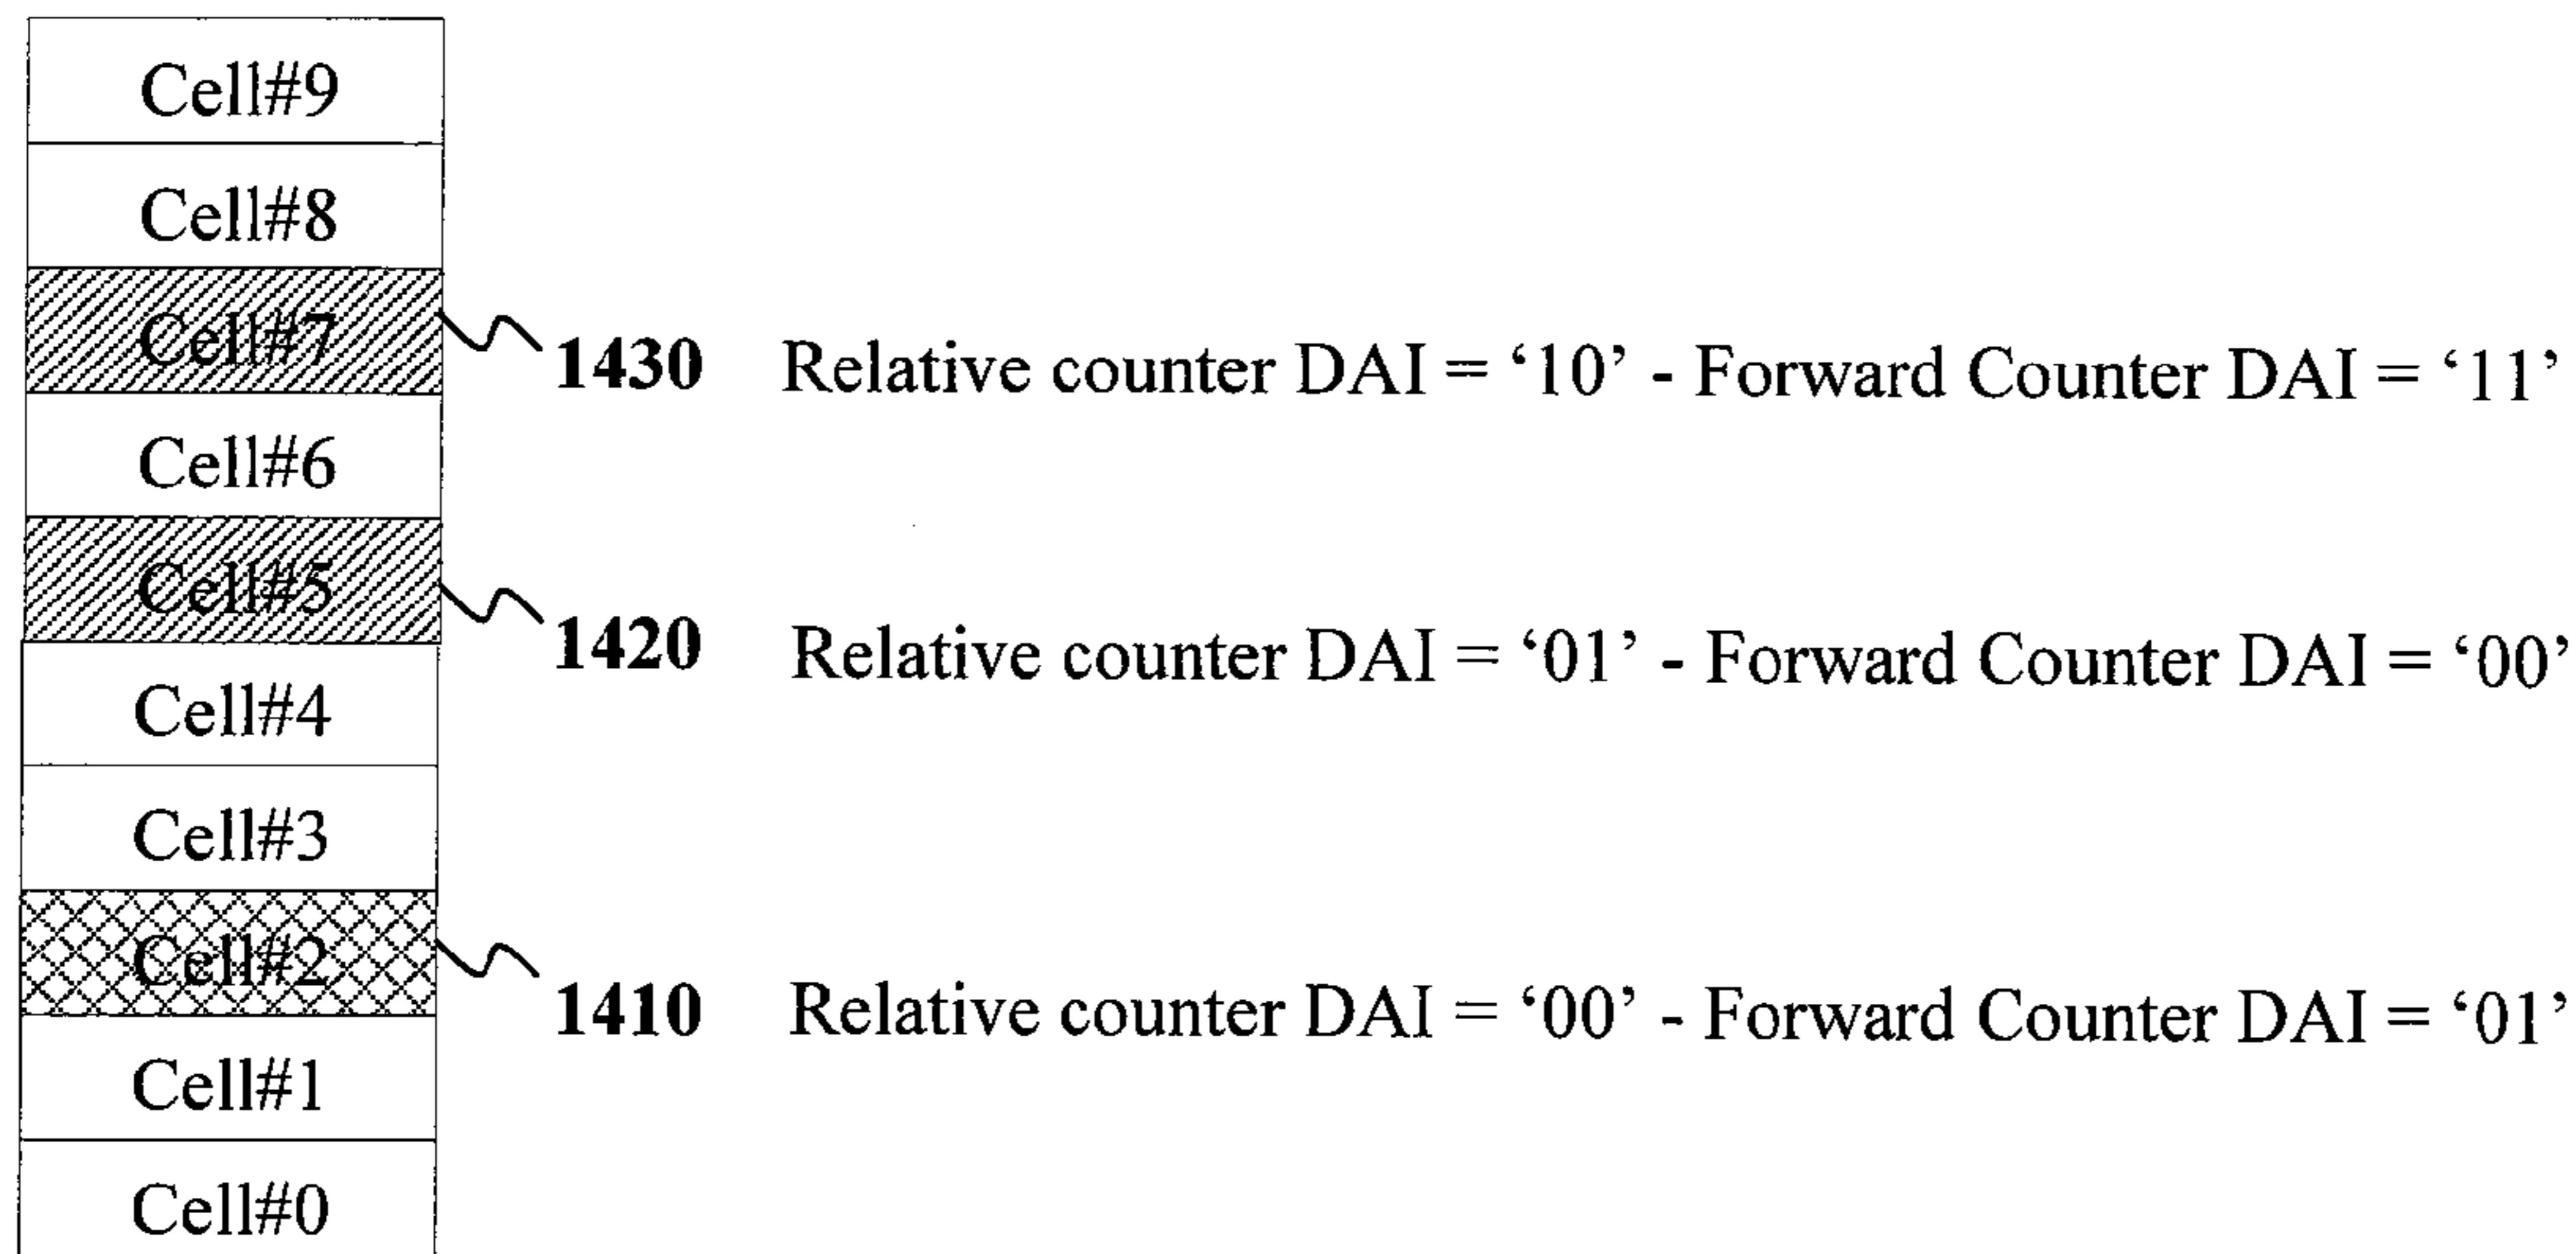 Cell#9
Cell#8
Cell#7
1430 Relative counter DAI = ‘10’ - Forward Counter DAI = ‘11’
Cell#6
Cell#5
1420 Relative counter DAI = ‘01’ - Forward Counter DAI = ‘00’
Cell#4
Cell#3
Cell#2
1410 Relative counter DAI = ‘00’ - Forward Counter DAI = ‘01’
Cell#1
Cell#0